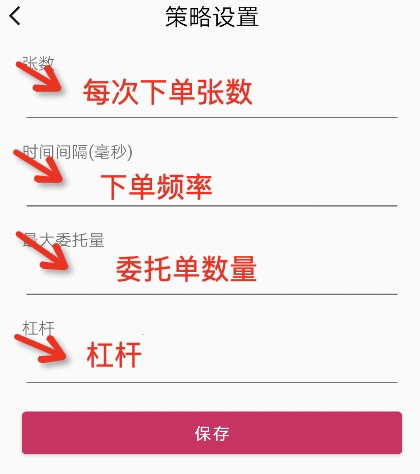 策略设置
张数
每次下单张数
时间间隔(毫秒)
下单频率
最大委托量
委托单数量
杠杆
杠杆
保存